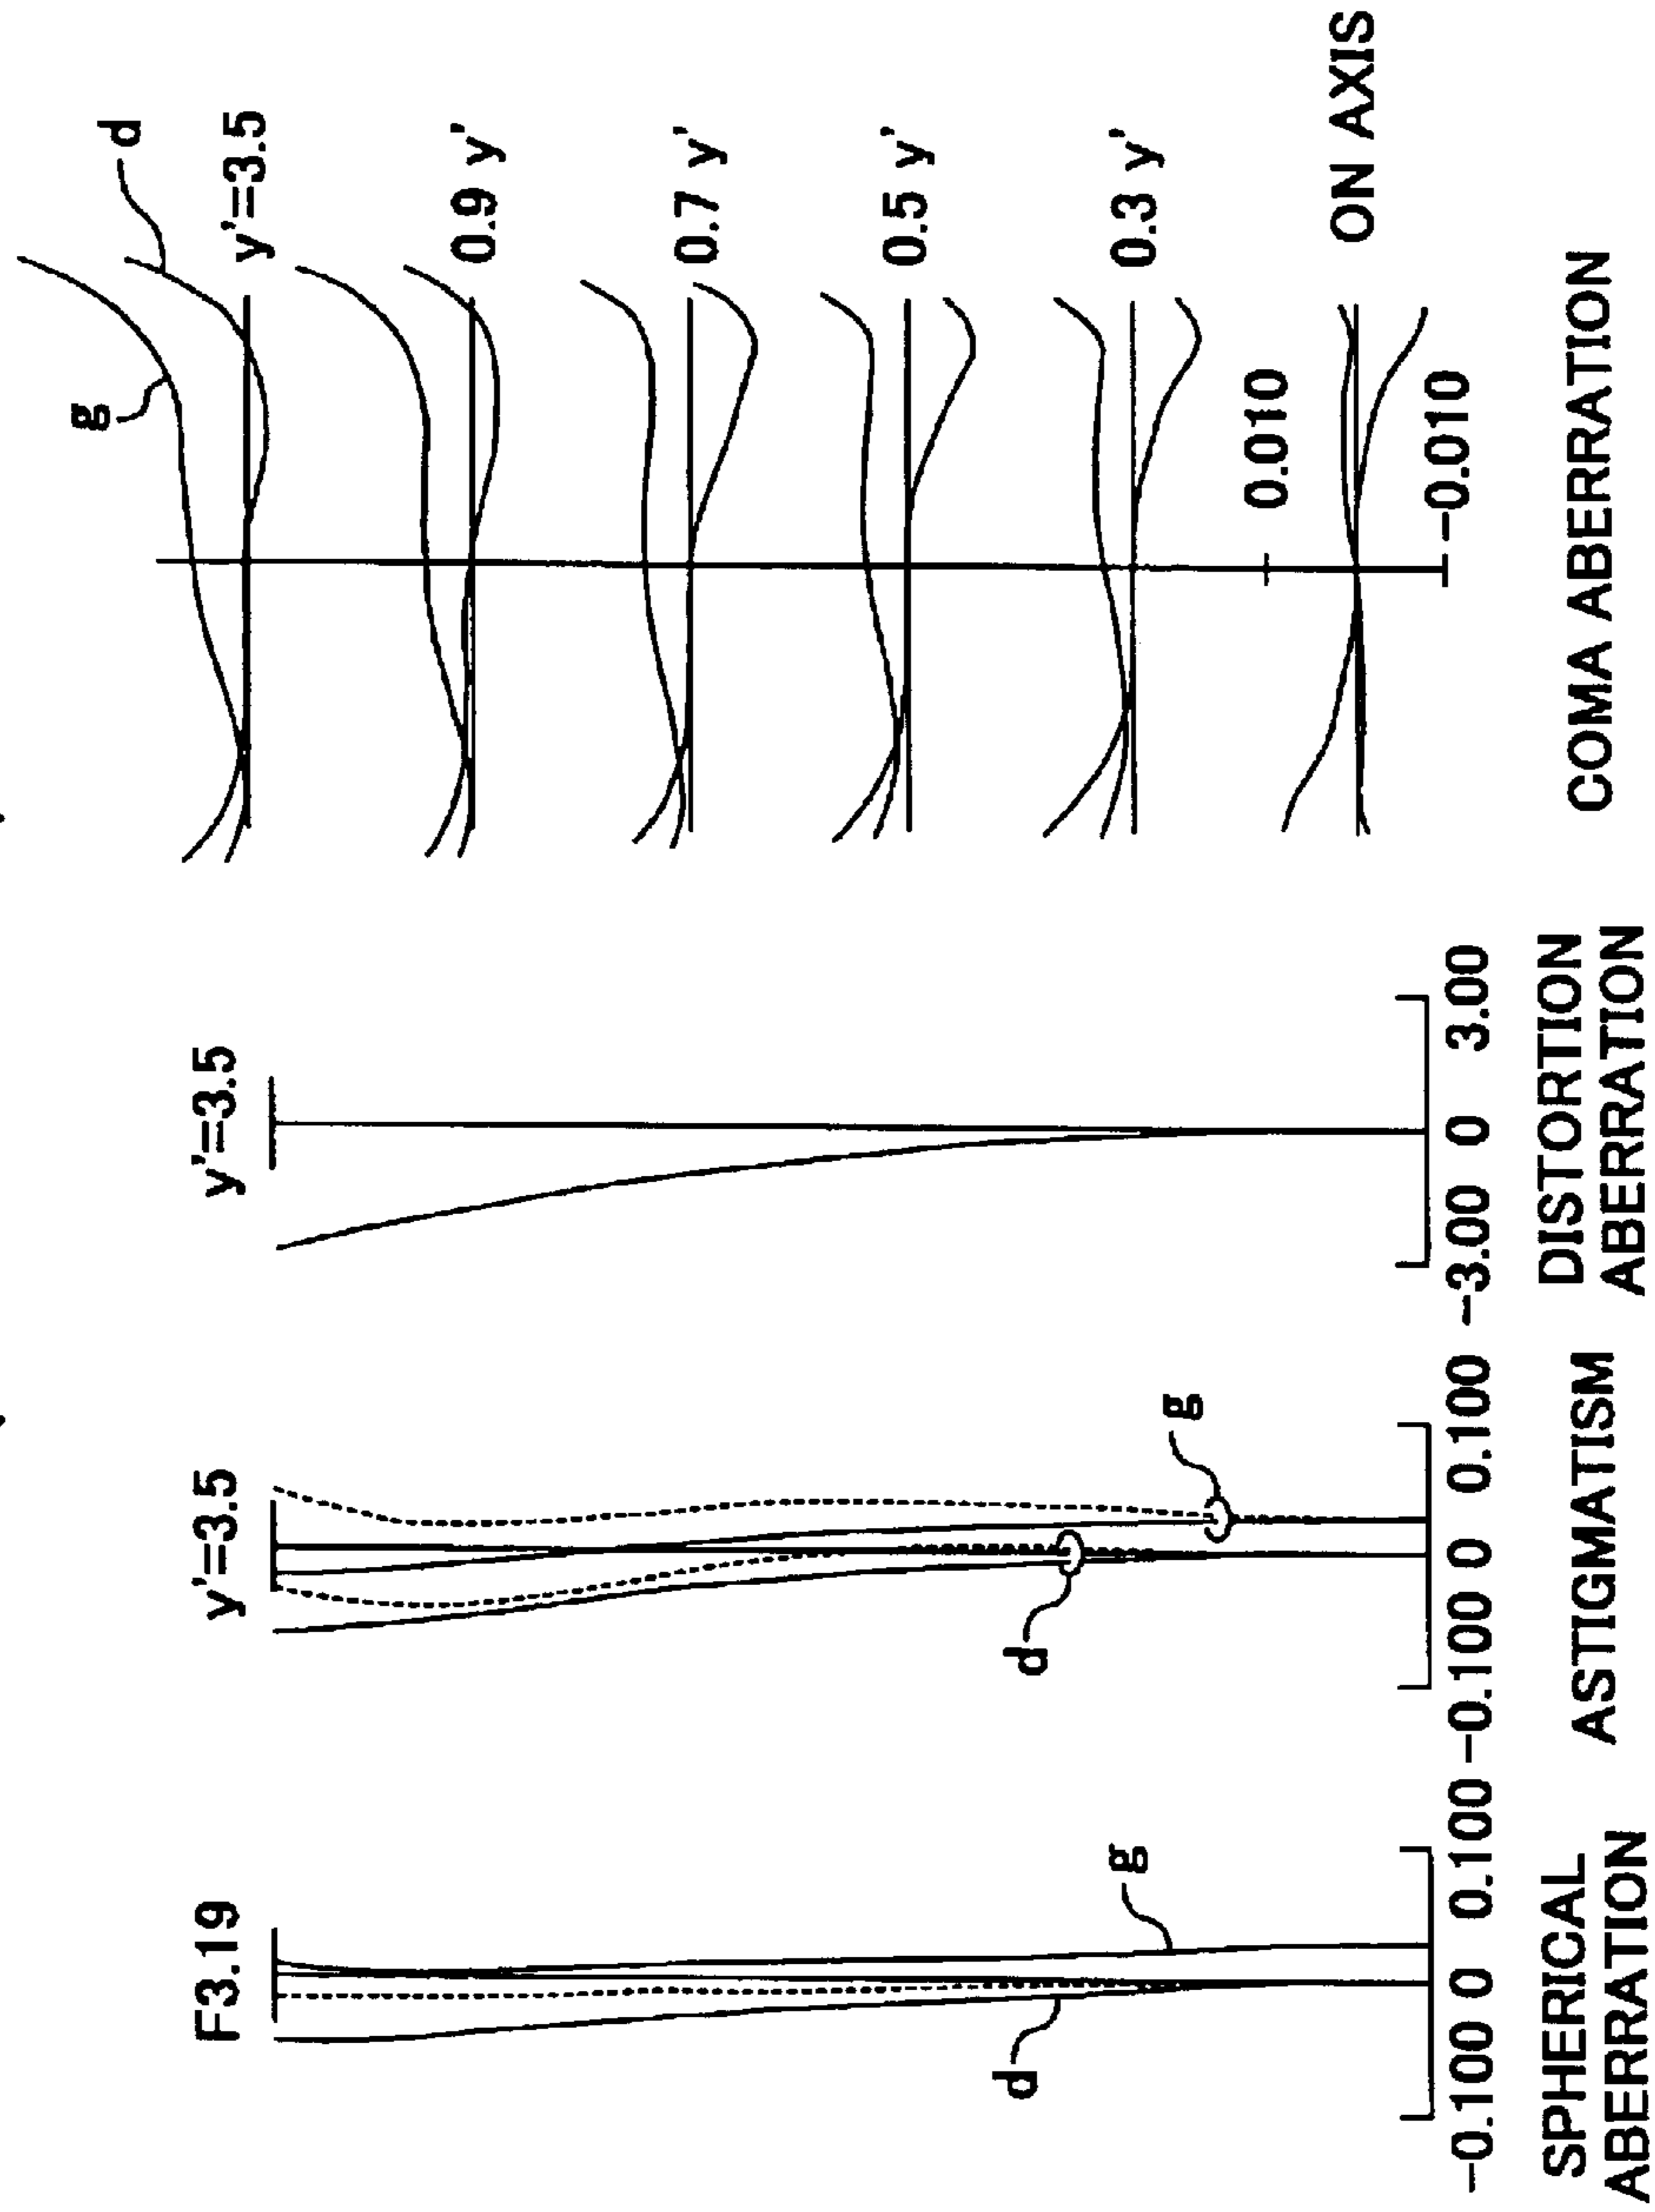 F3.19
g
d
-0.100 0 0.100
SPHERICAL
ABERRATION
y'=3.5
g
d
-0.100 0 0.100
ASTIGMATISM
y'=3.5
-3.00 0 3.00
DISTORTION
ABERRATION
g
d
y'=3.5
0.9 y'
0.7 y'
0.5 y'
0.3 y'
0.010
ON AXIS
-0.010
COMA ABERRATION